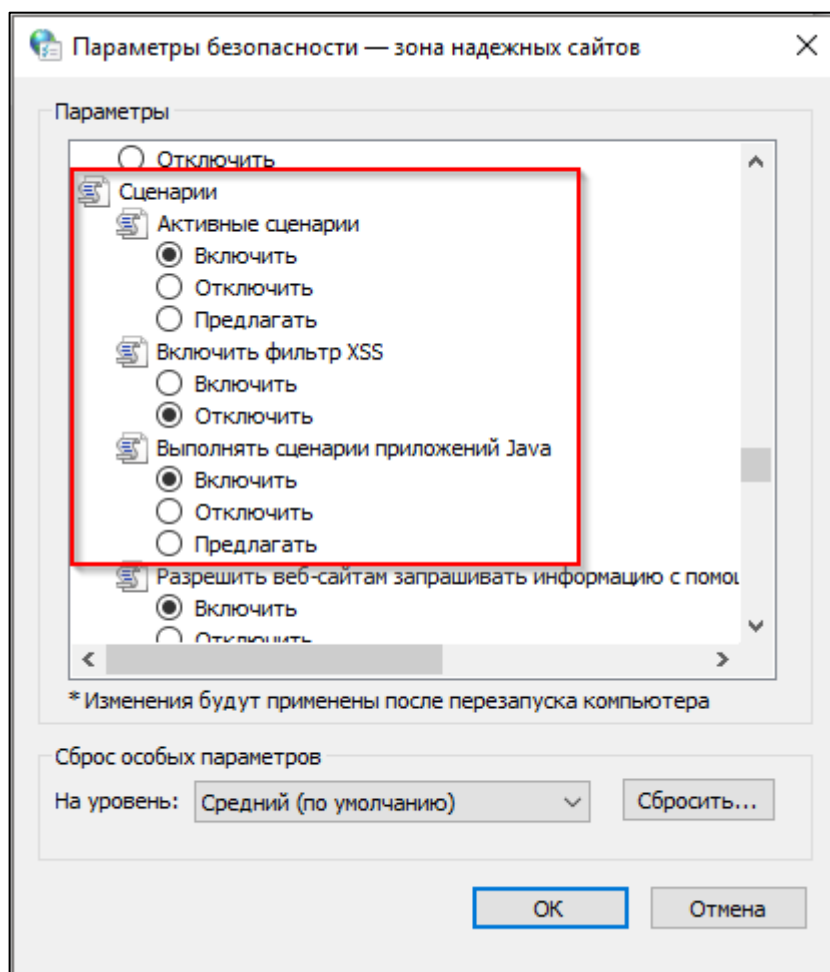 Параметры безопасности — зона надежных сайтов
Параметры
Отключить
Сценарии
Активные сценарии
Включить
Отключить
Предлагать
Включить фильтр XSS
Включить
Отключить
Выполнять сценарии приложений Java
Включить
Отключить
Предлагать
Разрешить веб-сайтам запрашивать информацию с помощ
Включить
Отключить
* Изменения будут применены после перезапуска компьютера
Сброс особых параметров
На уровень: Средний (по умолчанию) Сбросить...
ОК Отмена